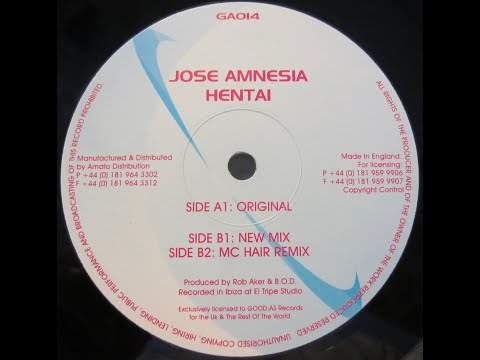 GA014
JOSE AMNESIA
HENTAI
Manufactured & Distributed
by Amato Distribution
P +44 (0) 181 964 3302
F +44 (0) 181 964 3312
Made in England.
For licensing:
P +44 (0) 181 959 9906
F +44 (0) 181 959 9907
Copyright Control
SIDE A1: ORIGINAL
SIDE B1: NEW MIX
SIDE B2: MC HAIR REMIX
Produced by Rob Aker & B.O.D.
Recorded in Ibiza at El Tripe Studio
Exclusively licensed to GOOD:AS Records
for the Uk & The Rest Of The World
ALL RIGHTS OF THE PRODUCER AND OF THE OWNER OF THE WORK REPRODUCED RESERVED. UNAUTHORISED COPYING, HIRING, LENDING, PUBLIC PERFORMANCE AND BROADCASTING OF THIS RECORD PROHIBITED.